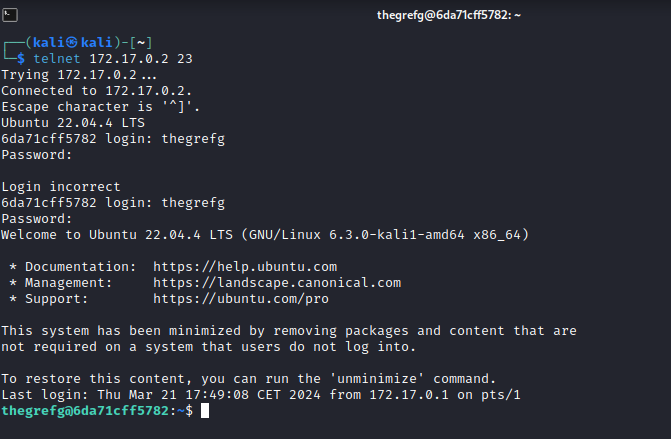 thegrefg@6da71cff5782: ~
┌──(kali㉿kali)-[~]
└─$ telnet 172.17.0.2 23
Trying 172.17.0.2...
Connected to 172.17.0.2.
Escape character is '^]'.
Ubuntu 22.04.4 LTS
6da71cff5782 login: thegrefg
Password:
Login incorrect
6da71cff5782 login: thegrefg
Password:
Welcome to Ubuntu 22.04.4 LTS (GNU/Linux 6.3.0-kali1-amd64 x86_64)
* Documentation:  https://help.ubuntu.com
* Management:     https://landscape.canonical.com
* Support:        https://ubuntu.com/pro
This system has been minimized by removing packages and content that are
not required on a system that users do not log into.
To restore this content, you can run the 'unminimize' command.
Last login: Thu Mar 21 17:49:08 CET 2024 from 172.17.0.1 on pts/1
thegrefg@6da71cff5782:~$